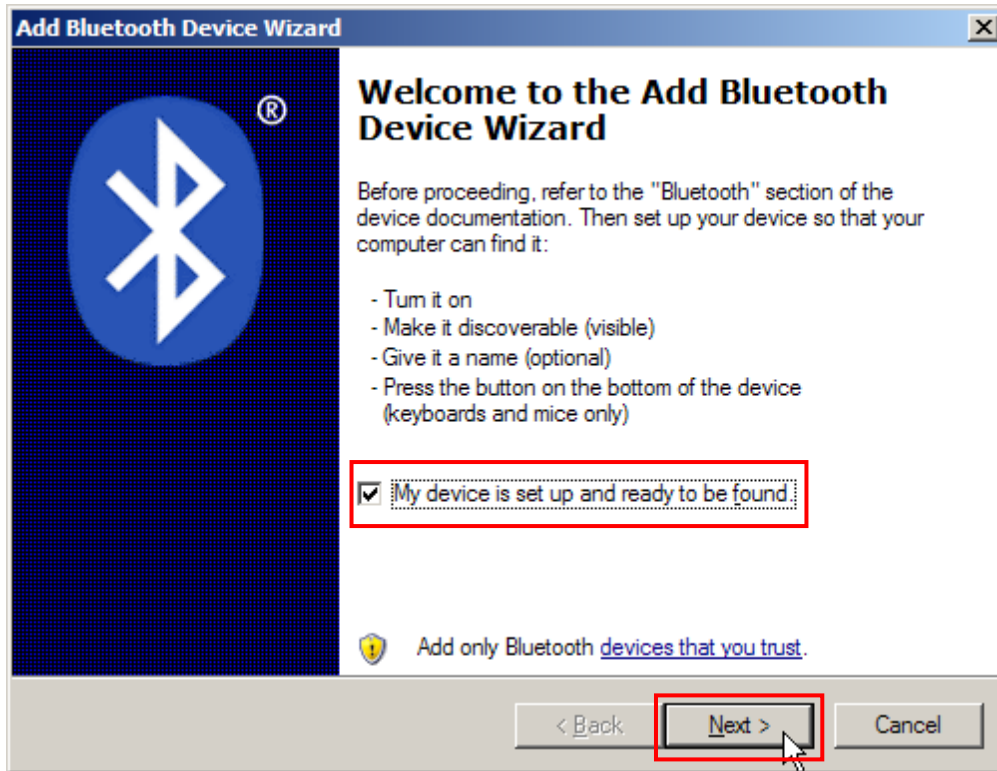 Add Bluetooth Device Wizard
®
Welcome to the Add Bluetooth
Device Wizard
Before proceeding, refer to the "Bluetooth" section of the
device documentation. Then set up your device so that your
computer can find it:
- Turn it on
- Make it discoverable (visible)
- Give it a name (optional)
- Press the button on the bottom of the device
(keyboards and mice only)
My device is set up and ready to be found.
Add only Bluetooth devices that you trust.
< Back Next > Cancel